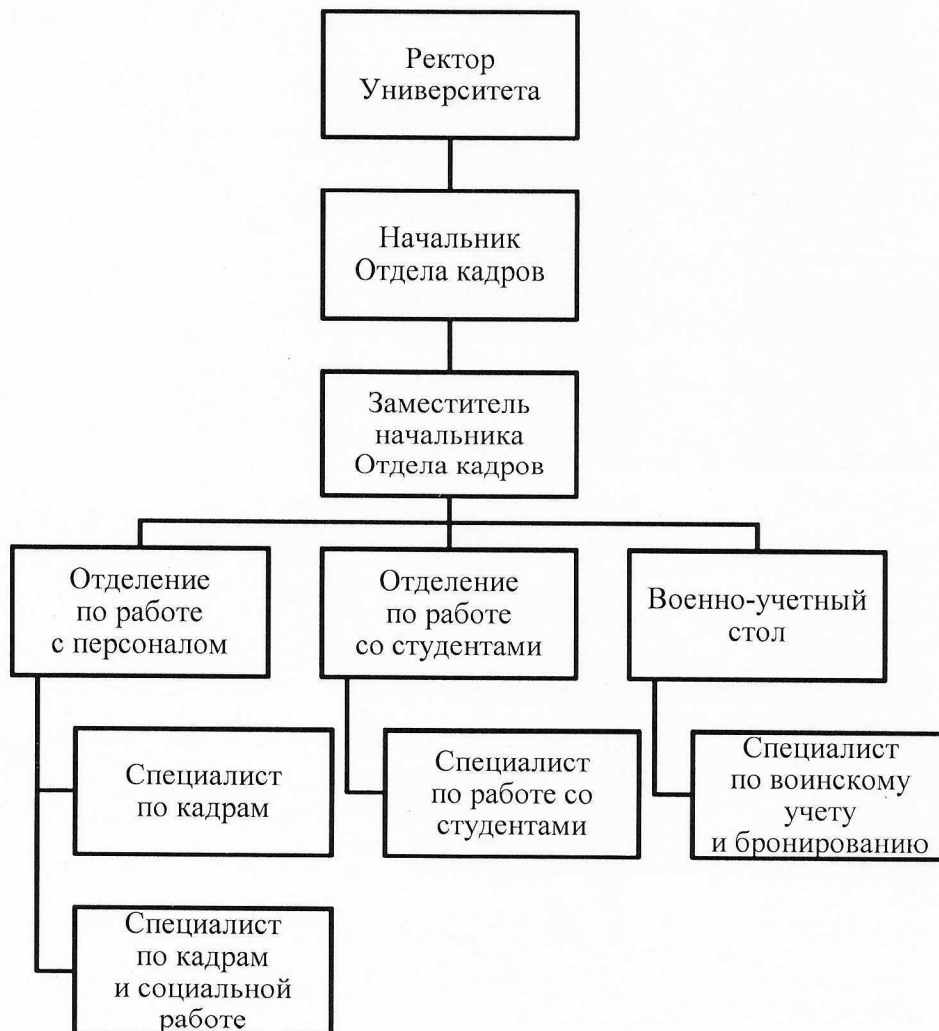 Ректор
Университета
Начальник
Отдела кадров
Заместитель
начальника
Отдела кадров
Отделение
по работе
с персоналом
Отделение
по работе
со студентами
Военно-учетный
стол
Специалист
по кадрам
Специалист
по работе со
студентами
Специалист
по воинскому
учету
и бронированию
Специалист
по кадрам
и социальной
работе